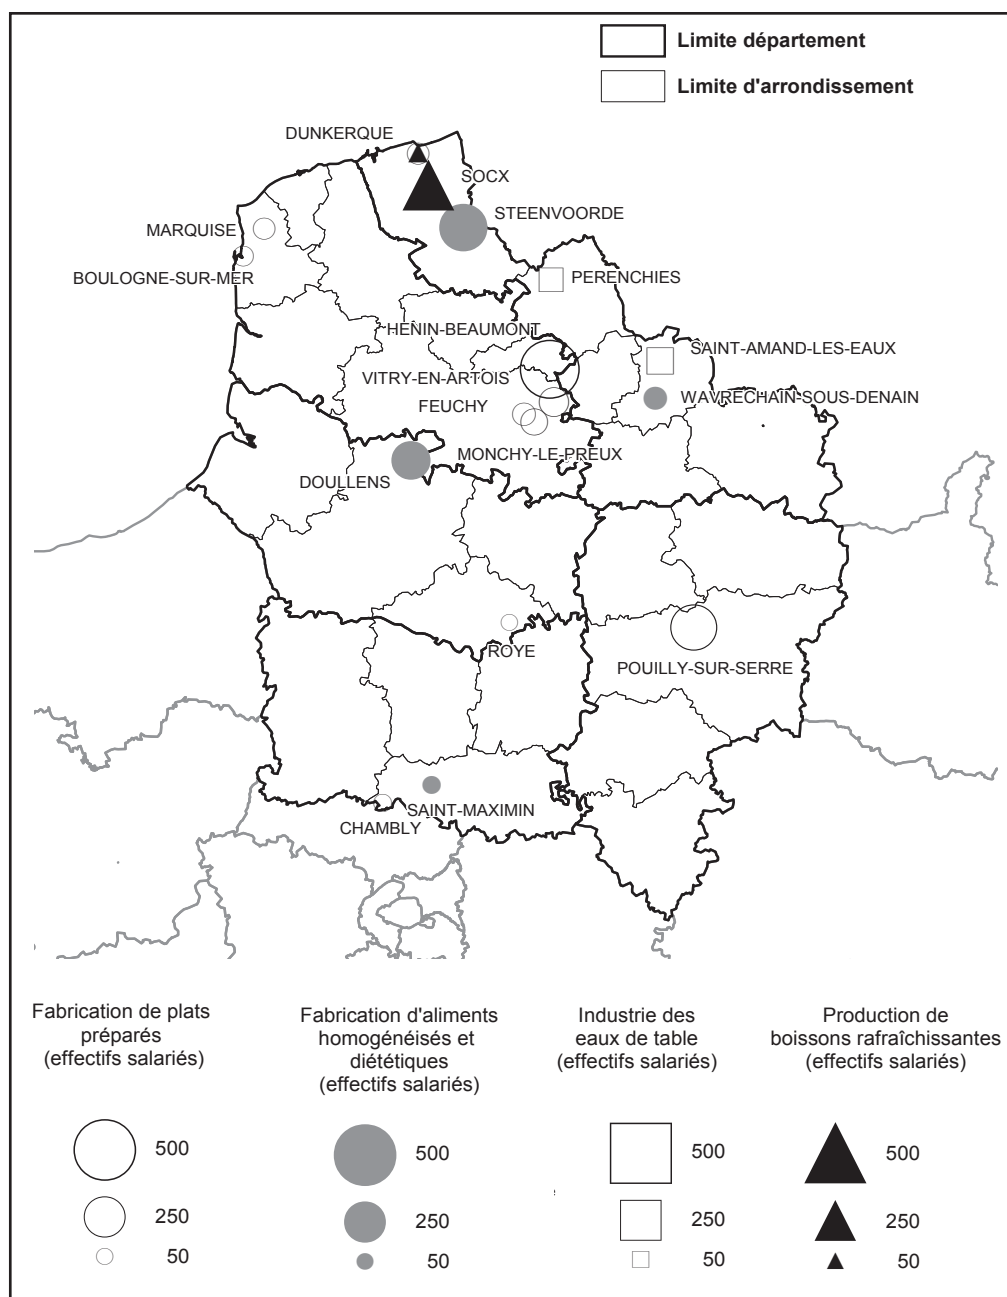 Limite département
Limite d'arrondissement
DUNKERQUE
SOCX
STEENVOORDE
MARQUISE
BOULOGNE-SUR-MER
PERENCHIES
HENIN-BEAUMONT
SAINT-AMAND-LES-EAUX
VITRY-EN-ARTOIS
WAVRECHAIN-SOUS-DENAIN
FEUCHY
MONCHY-LE-PREUX
DOULLENS
ROYE
POUILLY-SUR-SERRE
SAINT-MAXIMIN
CHAMBLY
Fabrication de plats
préparés
(effectifs salariés)
500
250
50
Fabrication d'aliments
homogénéisés et
diététiques
(effectifs salariés)
500
250
50
Industrie des
eaux de table
(effectifs salariés)
500
250
50
Production de
boissons rafraîchissantes
(effectifs salariés)
500
250
50